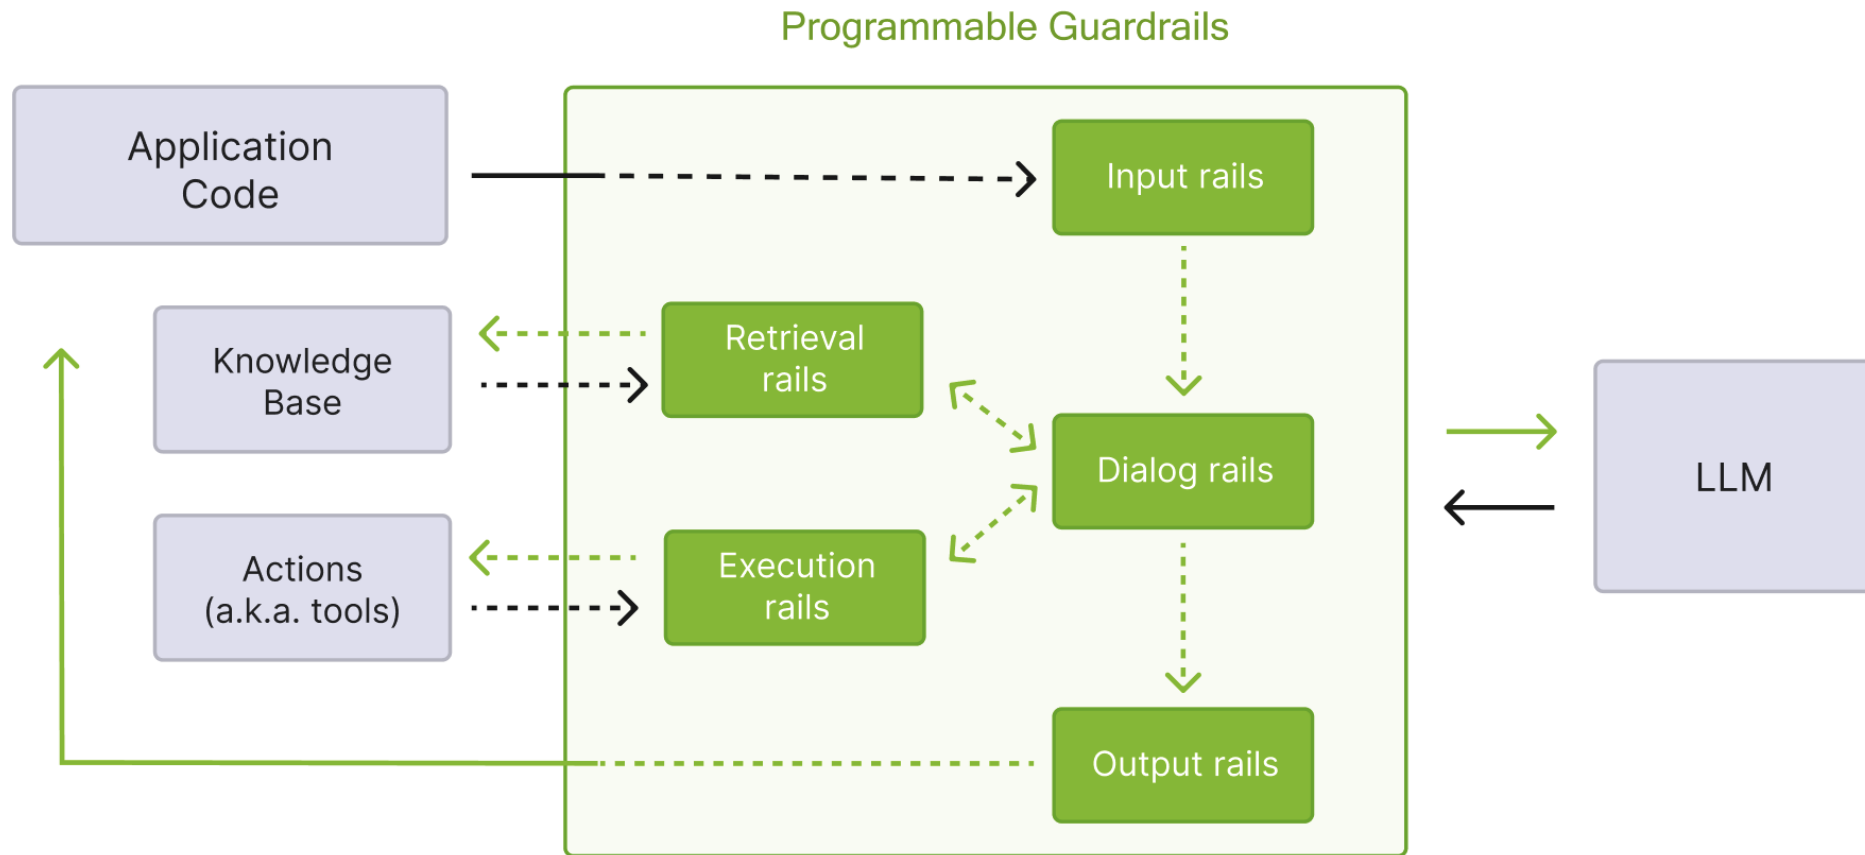 Programmable Guardrails
Application
Code
Input rails
Knowledge
Base
Retrieval
rails
Dialog rails
LLM
Actions
(a.k.a. tools)
Execution
rails
Output rails